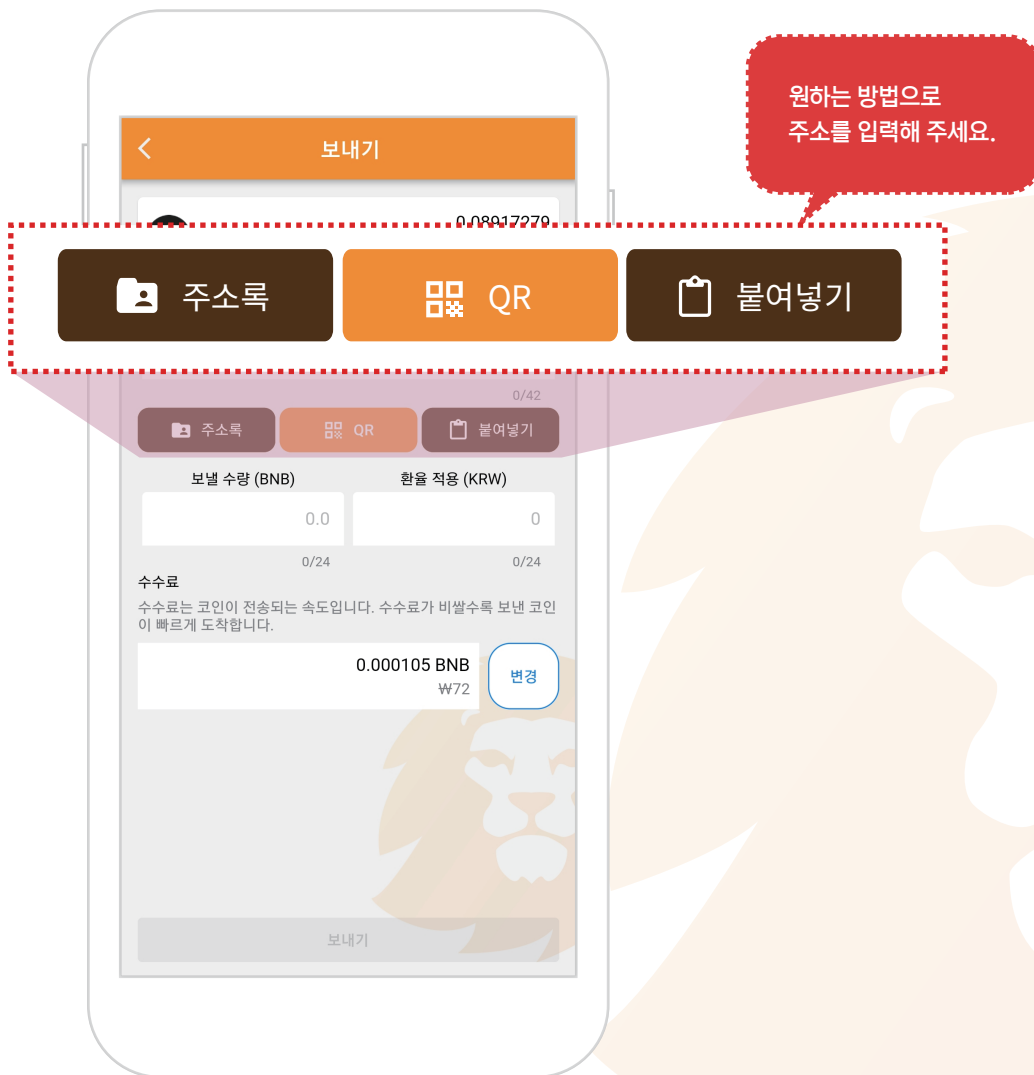 원하는 방법으로
주소를 입력해 주세요.
보내기
0.08917279
주소록
QR
붙여넣기
0/42
주소록
QR
붙여넣기
보낼 수량 (BNB)
환율 적용 (KRW)
0.0
0
0/24
0/24
수수료
수수료는 코인이 전송되는 속도입니다. 수수료가 비쌀수록 보낸 코인
이 빠르게 도착합니다.
0.000105 BNB
₩72
변경
보내기